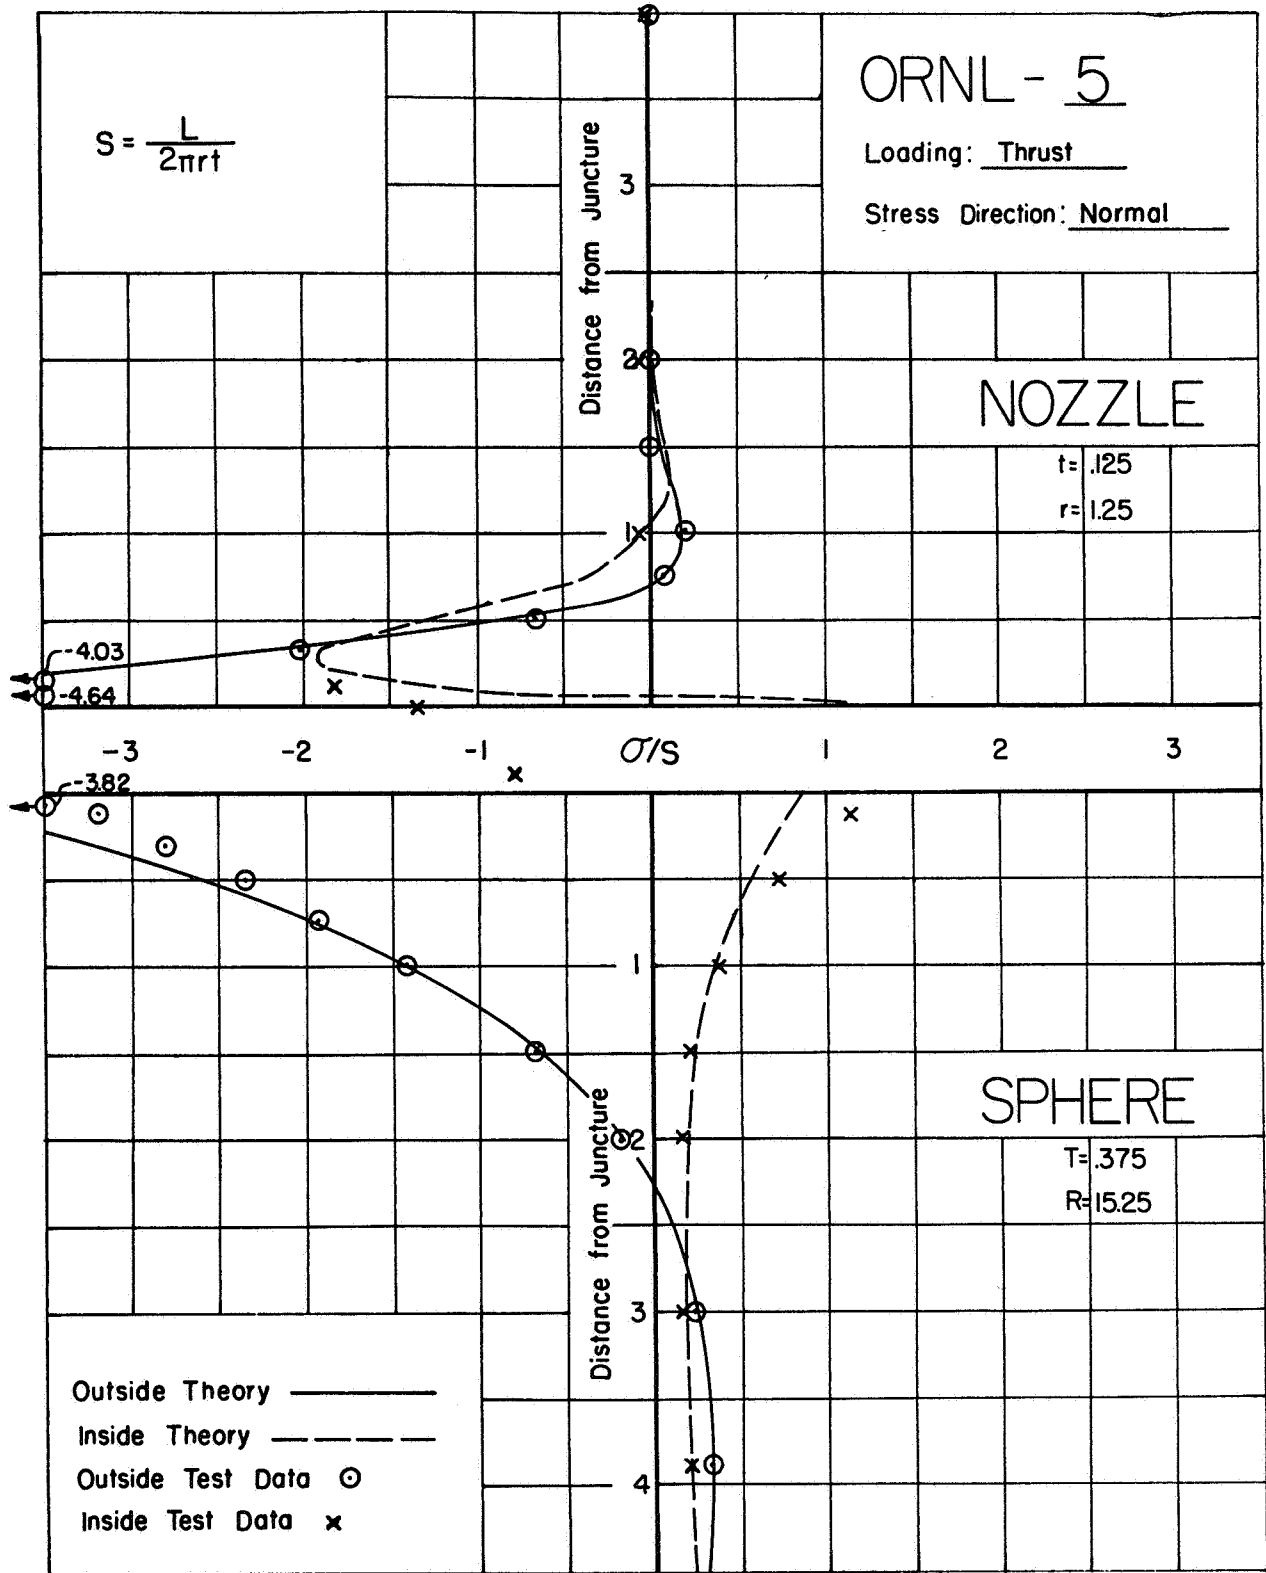 ORNL - 5
S = L / 2πrt
Loading: Thrust
Stress Direction: Normal
Distance from Juncture
3
2
1
NOZZLE
t= .125
r= 1.25
-4.03
-4.64
-3 -2 -1 σ/S 1 2 3
-3.82
1
2
3
4
Distance from Juncture
SPHERE
T= .375
R= 15.25
Outside Theory
Inside Theory
Outside Test Data
Inside Test Data